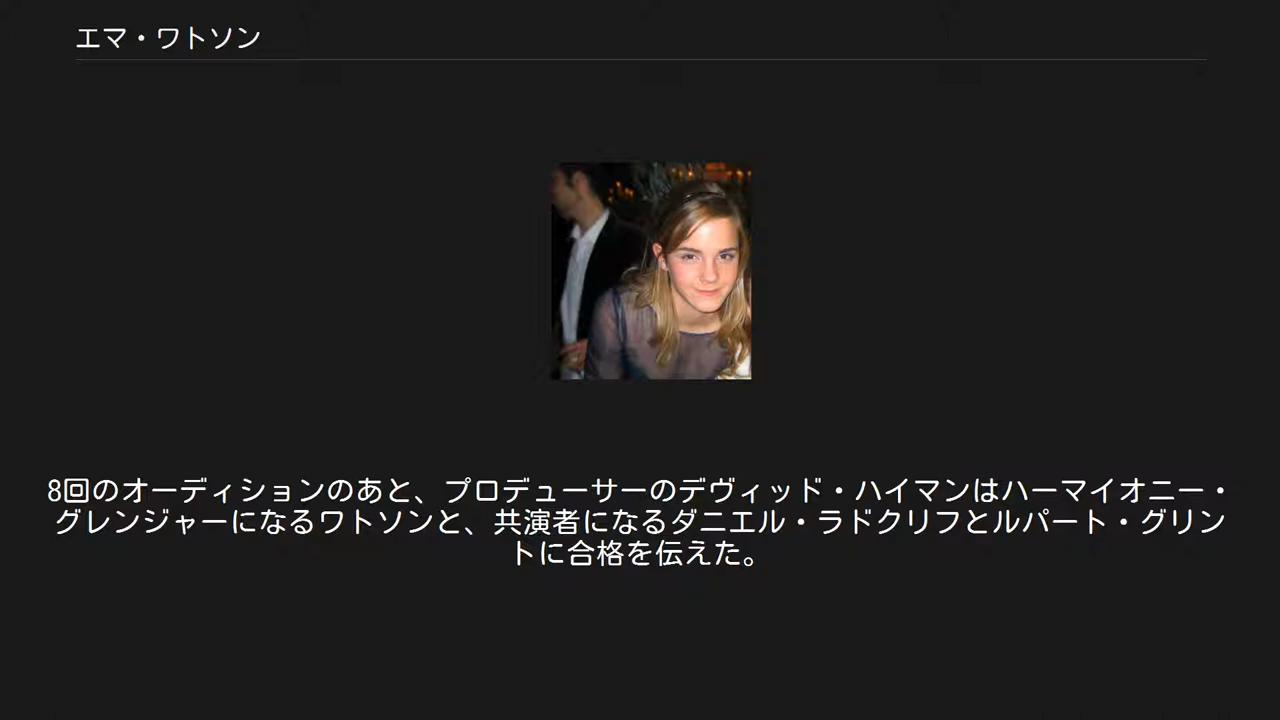 エマ・ワトソン
8回のオーディションのあと、プロデューサーのデヴィッド・ハイマンはハーマイオニー・
グレンジャーになるワトソンと、共演者になるダニエル・ラドクリフとルパート・グリン
トに合格を伝えた。